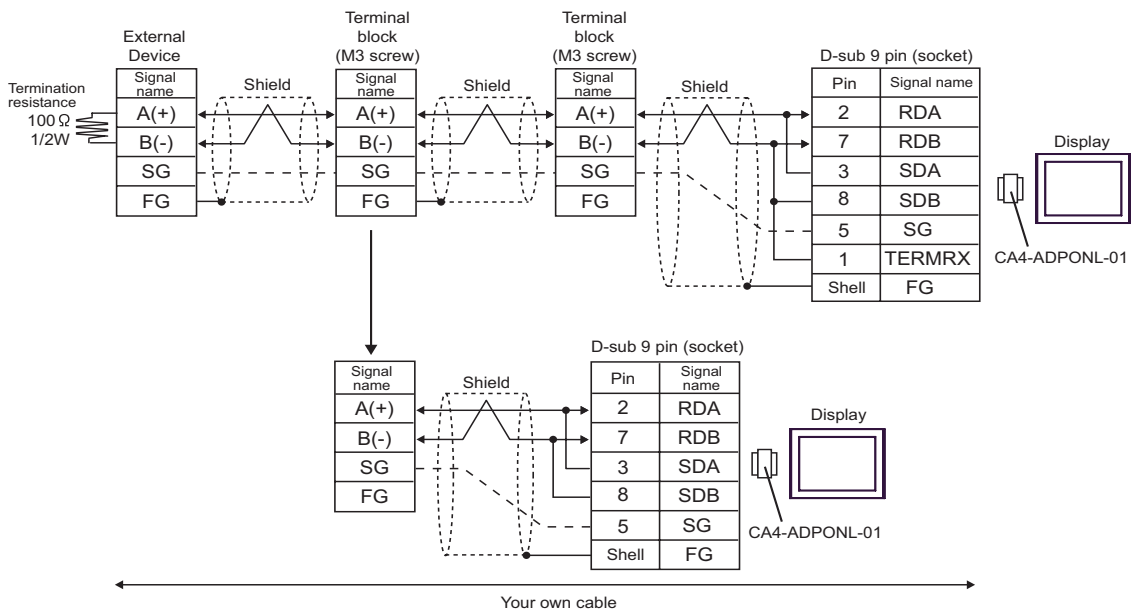 External
Device
Terminal
block
(M3 screw)
Terminal
block
(M3 screw)
D-sub 9 pin (socket)
Termination
resistance
100 Ω
1/2W
Signal
name
A(+)
B(-)
SG
FG
Shield
Signal
name
A(+)
B(-)
SG
FG
Shield
Signal
name
A(+)
B(-)
SG
FG
Shield
Pin Signal name
2 RDA
7 RDB
3 SDA
8 SDB
5 SG
1 TERMRX
Shell FG
Display
CA4-ADPONL-01
Signal
name
A(+)
B(-)
SG
FG
Shield
D-sub 9 pin (socket)
Pin Signal
name
2 RDA
7 RDB
3 SDA
8 SDB
5 SG
Shell FG
Display
CA4-ADPONL-01
Your own cable